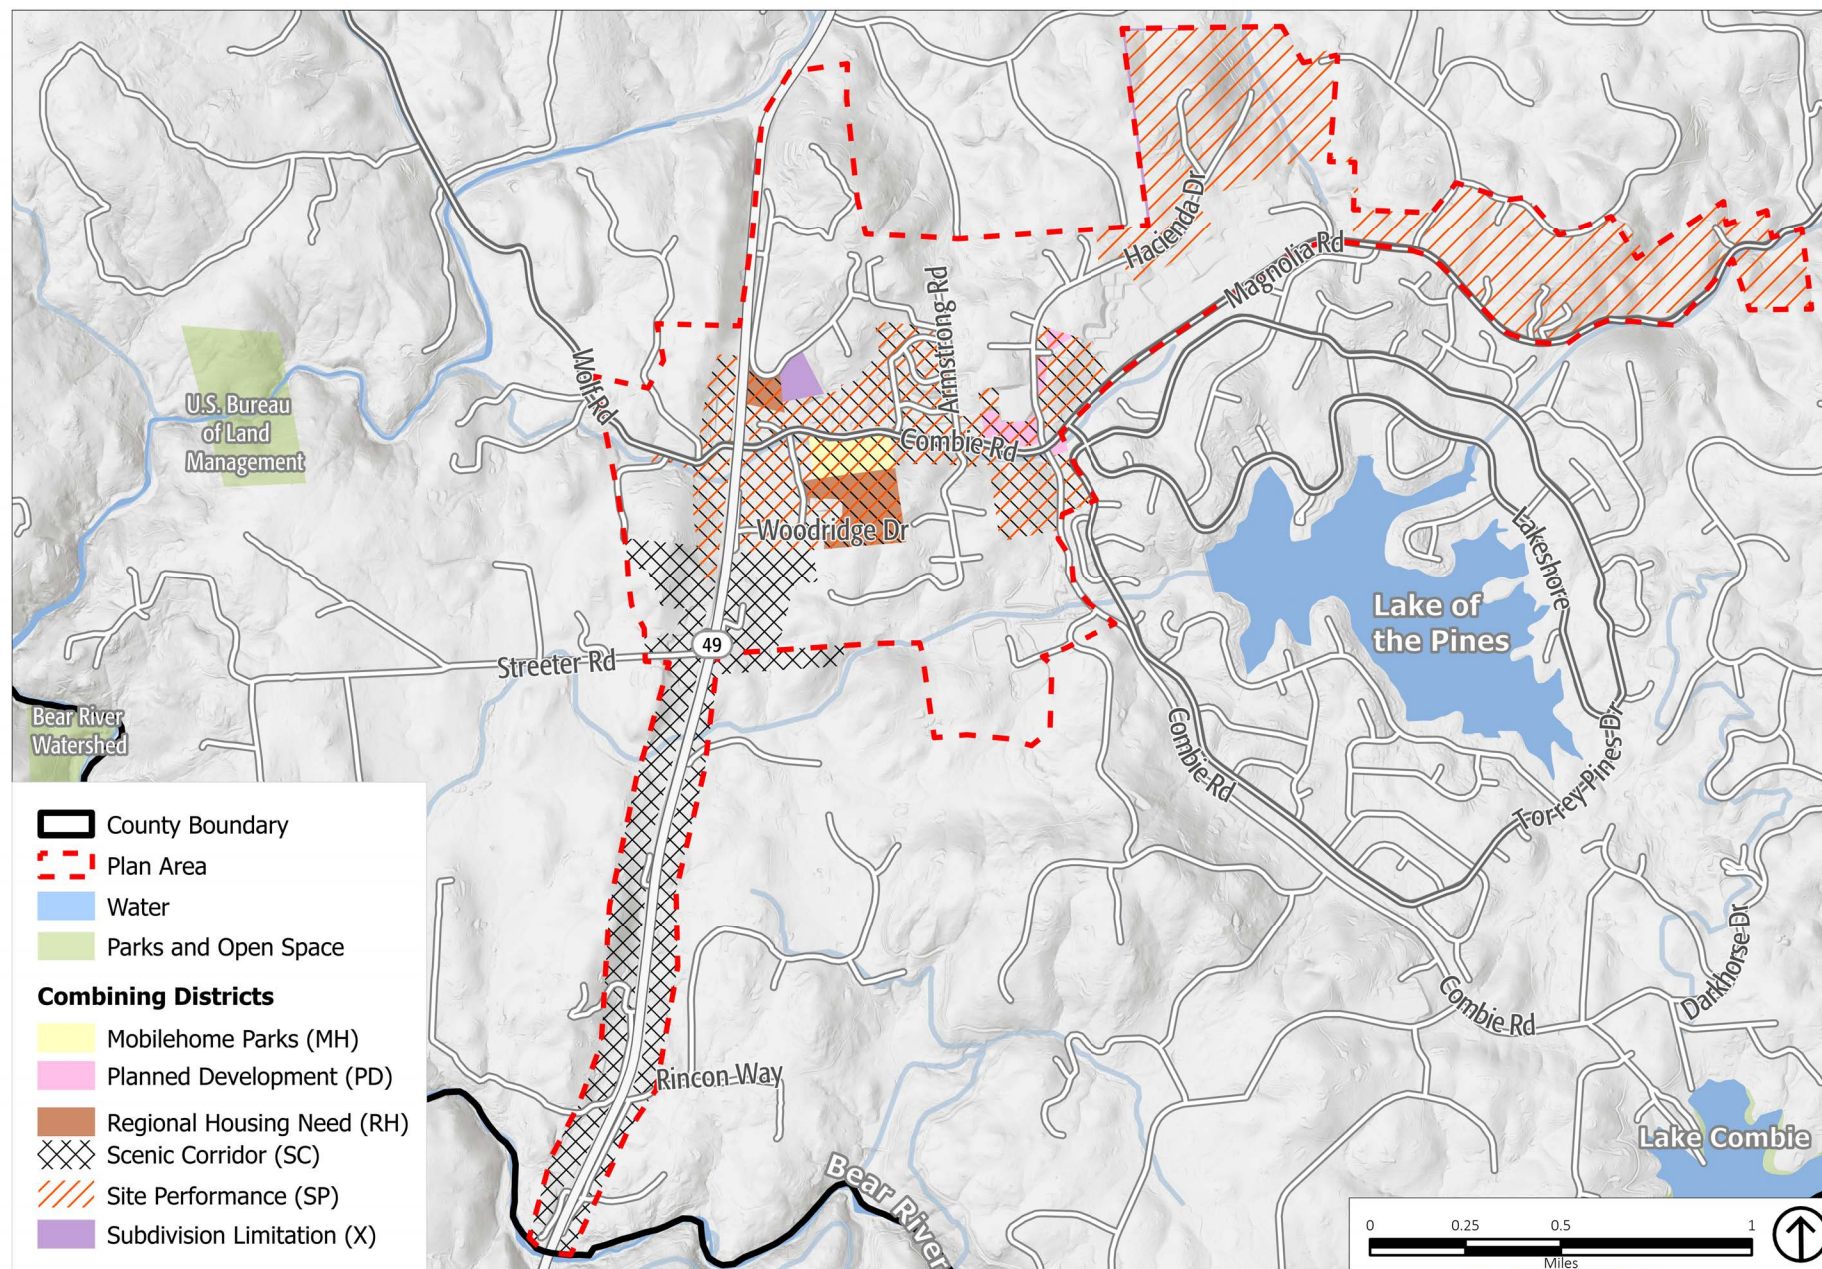 Hacienda Dr
Magnolia Rd
Armstrong Rd
Wolf Rd
U.S. Bureau
of Land
Management
Combie Rd
Woodridge Dr
Lakeshore
Lake of
the Pines
49
Streeter Rd
Bear River
Watershed
Combie Rd
Torrey Pines Dr
County Boundary
Plan Area
Water
Parks and Open Space
Combining Districts
Mobilehome Parks (MH)
Planned Development (PD)
Regional Housing Need (RH)
Scenic Corridor (SC)
Site Performance (SP)
Subdivision Limitation (X)
Darkhorse Dr
Combie Rd
Rincon Way
Lake Combie
Bear River
0 0.25 0.5 1
Miles